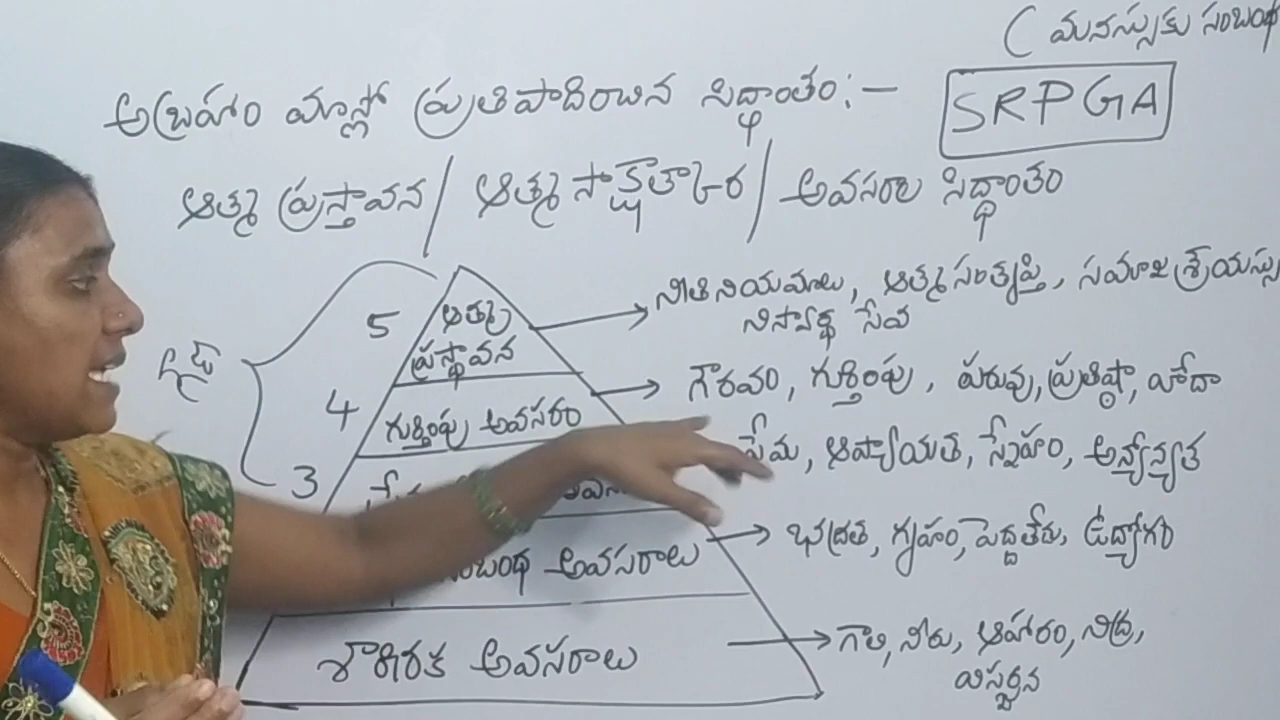 ( మనస్సుకు సంబంధ
అబ్రహాం మాస్లో ప్రతిపాదించిన సిద్ధాంతం:-
SRPGA
ఆత్మ ప్రస్తావన/ ఆత్మ సాక్షాత్కార/ అవసరాల సిద్ధాంతం
5 ఆత్మ ప్రస్థావన
నీతి నియమాలు, ఆత్మ సంతృప్తి, సమాజ శ్రేయస్సు
నిస్వార్థ సేవ
4 గుర్తింపు అవసరం
గౌరవం, గుర్తింపు, పరువు, ప్రతిష్ఠా, హోదా
3
ప్రేమ, ఆప్యాయత, స్నేహం, అన్యోన్యత
సంబంధ అవసరాలు
భద్రత, గృహం, పెద్దతోడు, ఉద్యోగం
శారీరక అవసరాలు
గాలి, నీరు, ఆహారం, నిద్ర,
విసర్జన